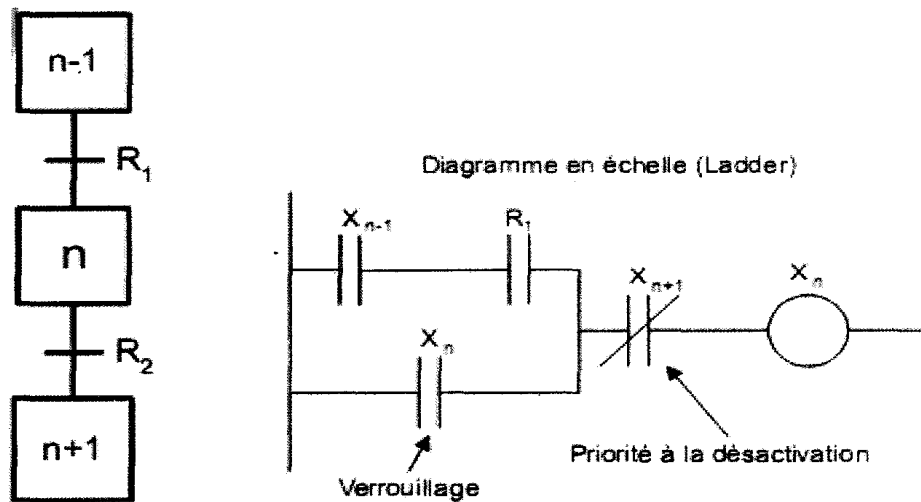 n-1
R₁
n
R₂
n+1
Diagramme en échelle (Ladder)
Xₙ₋₁
R₁
Xₙ₊₁
Xₙ
Xₙ
Priorité à la désactivation
Verrouillage